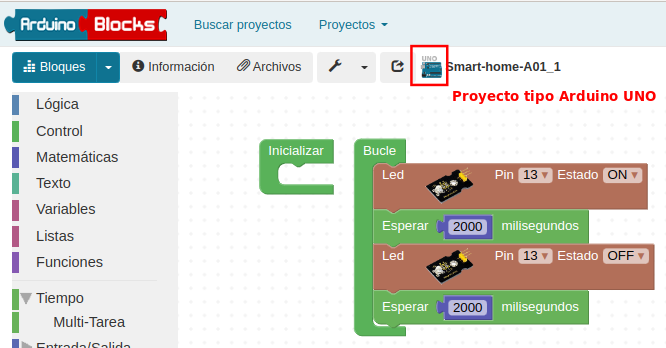 Arduino Blocks
Buscar proyectos
Proyectos
Bloques
Información
Archivos
UNO
Smart-home-A01_1
Proyecto tipo Arduino UNO
Lógica
Control
Matemáticas
Texto
Variables
Listas
Funciones
Tiempo
Multi-Tarea
Entrada/Salida
Inicializar
Bucle
Led Pin 13 Estado ON
Esperar 2000 milisegundos
Led Pin 13 Estado OFF
Esperar 2000 milisegundos